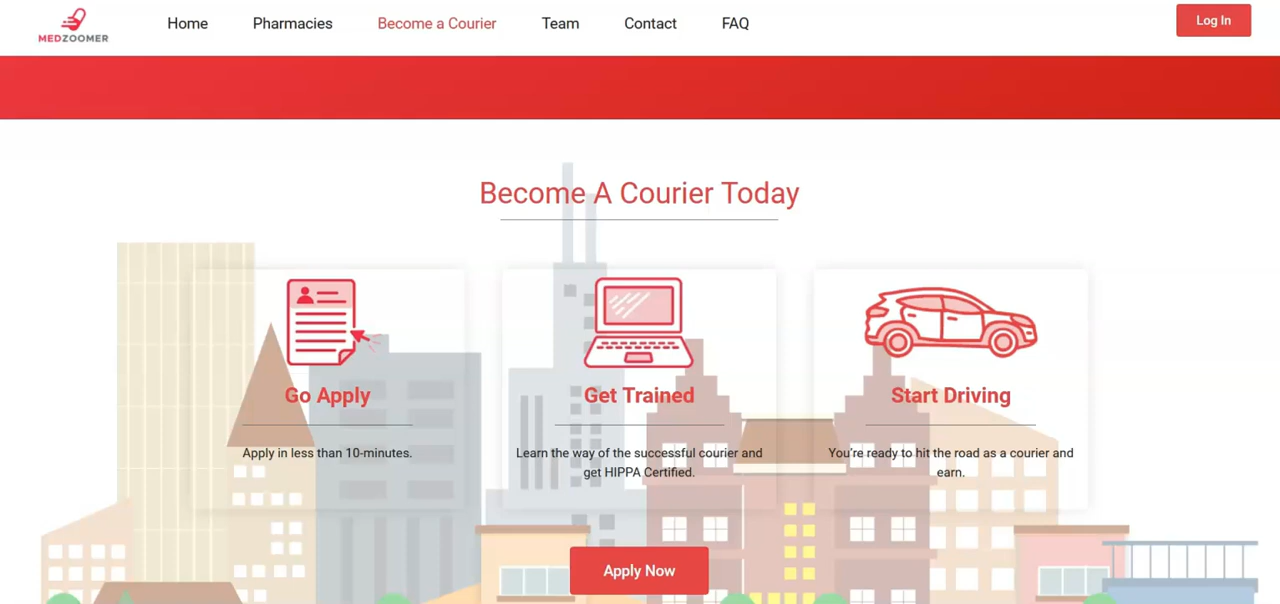 MEDZOOMER
Home
Pharmacies
Become a Courier
Team
Contact
FAQ
Log In
Become A Courier Today
Go Apply
Apply in less than 10-minutes.
Get Trained
Learn the way of the successful courier and
get HIPPA Certified.
Start Driving
You're ready to hit the road as a courier and
earn.
Apply Now